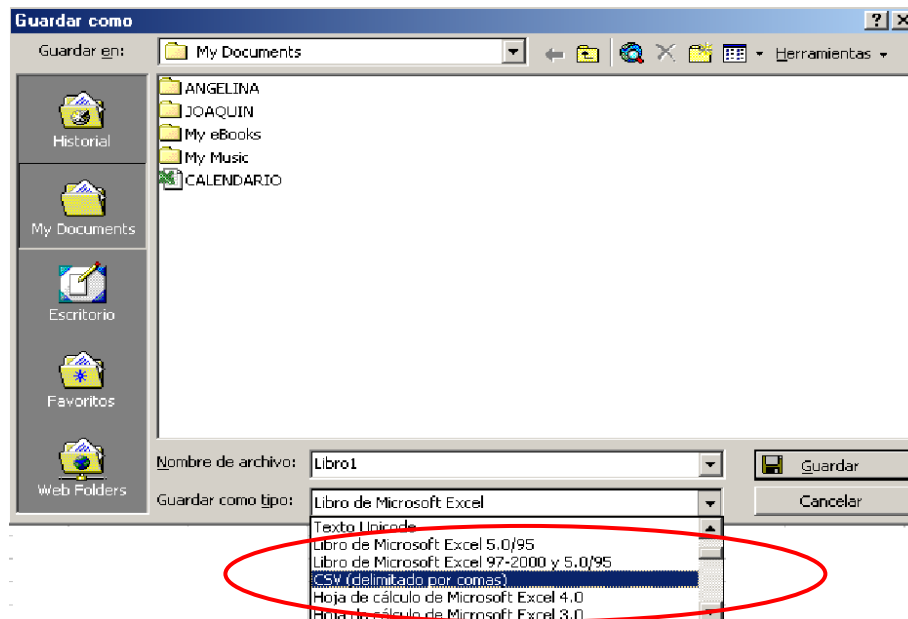 Guardar como
Guardar en:
My Documents
Herramientas
Historial
My Documents
Escritorio
Favoritos
Web Folders
ANGELINA
JOAQUIN
My eBooks
My Music
CALENDARIO
Nombre de archivo:
Libro1
Guardar
Guardar como tipo:
Libro de Microsoft Excel
Cancelar
Texto Unicode
Libro de Microsoft Excel 5.0/95
Libro de Microsoft Excel 97-2000 y 5.0/95
CSV (delimitado por comas)
Hoja de cálculo de Microsoft Excel 4.0
Hoja de cálculo de Microsoft Excel 3.0